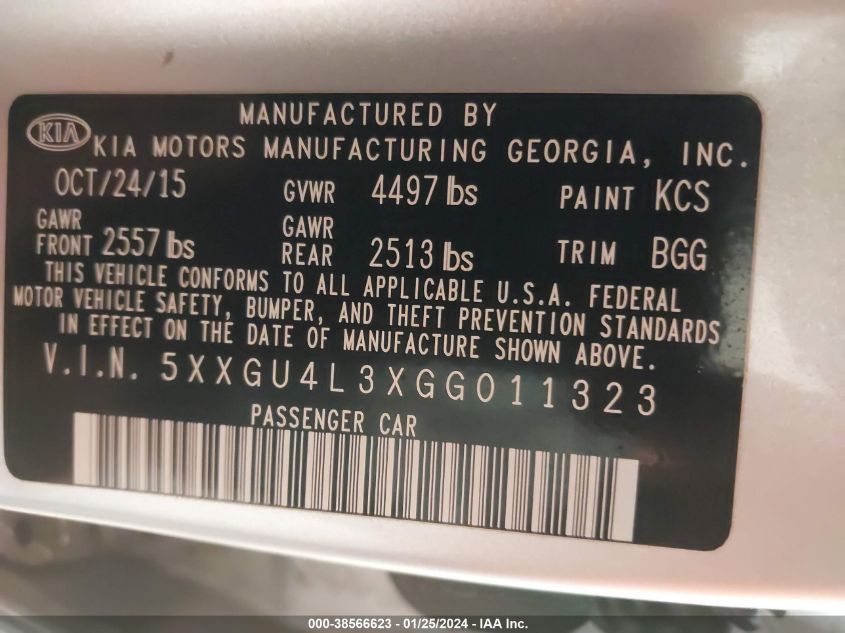 MANUFACTURED BY
KIA KIA MOTORS MANUFACTURING GEORGIA, INC.
OCT/24/15 GVWR 4497 lbs PAINT KCS
GAWR FRONT 2557 lbs GAWR REAR 2513 lbs TRIM BGG
THIS VEHICLE CONFORMS TO ALL APPLICABLE U.S.A. FEDERAL
MOTOR VEHICLE SAFETY, BUMPER, AND THEFT PREVENTION STANDARDS
IN EFFECT ON THE DATE OF MANUFACTURE SHOWN ABOVE.
V.I.N. 5XXGU4L3XGG011323
PASSENGER CAR
000-38566623 - 01/25/2024 - IAA Inc.